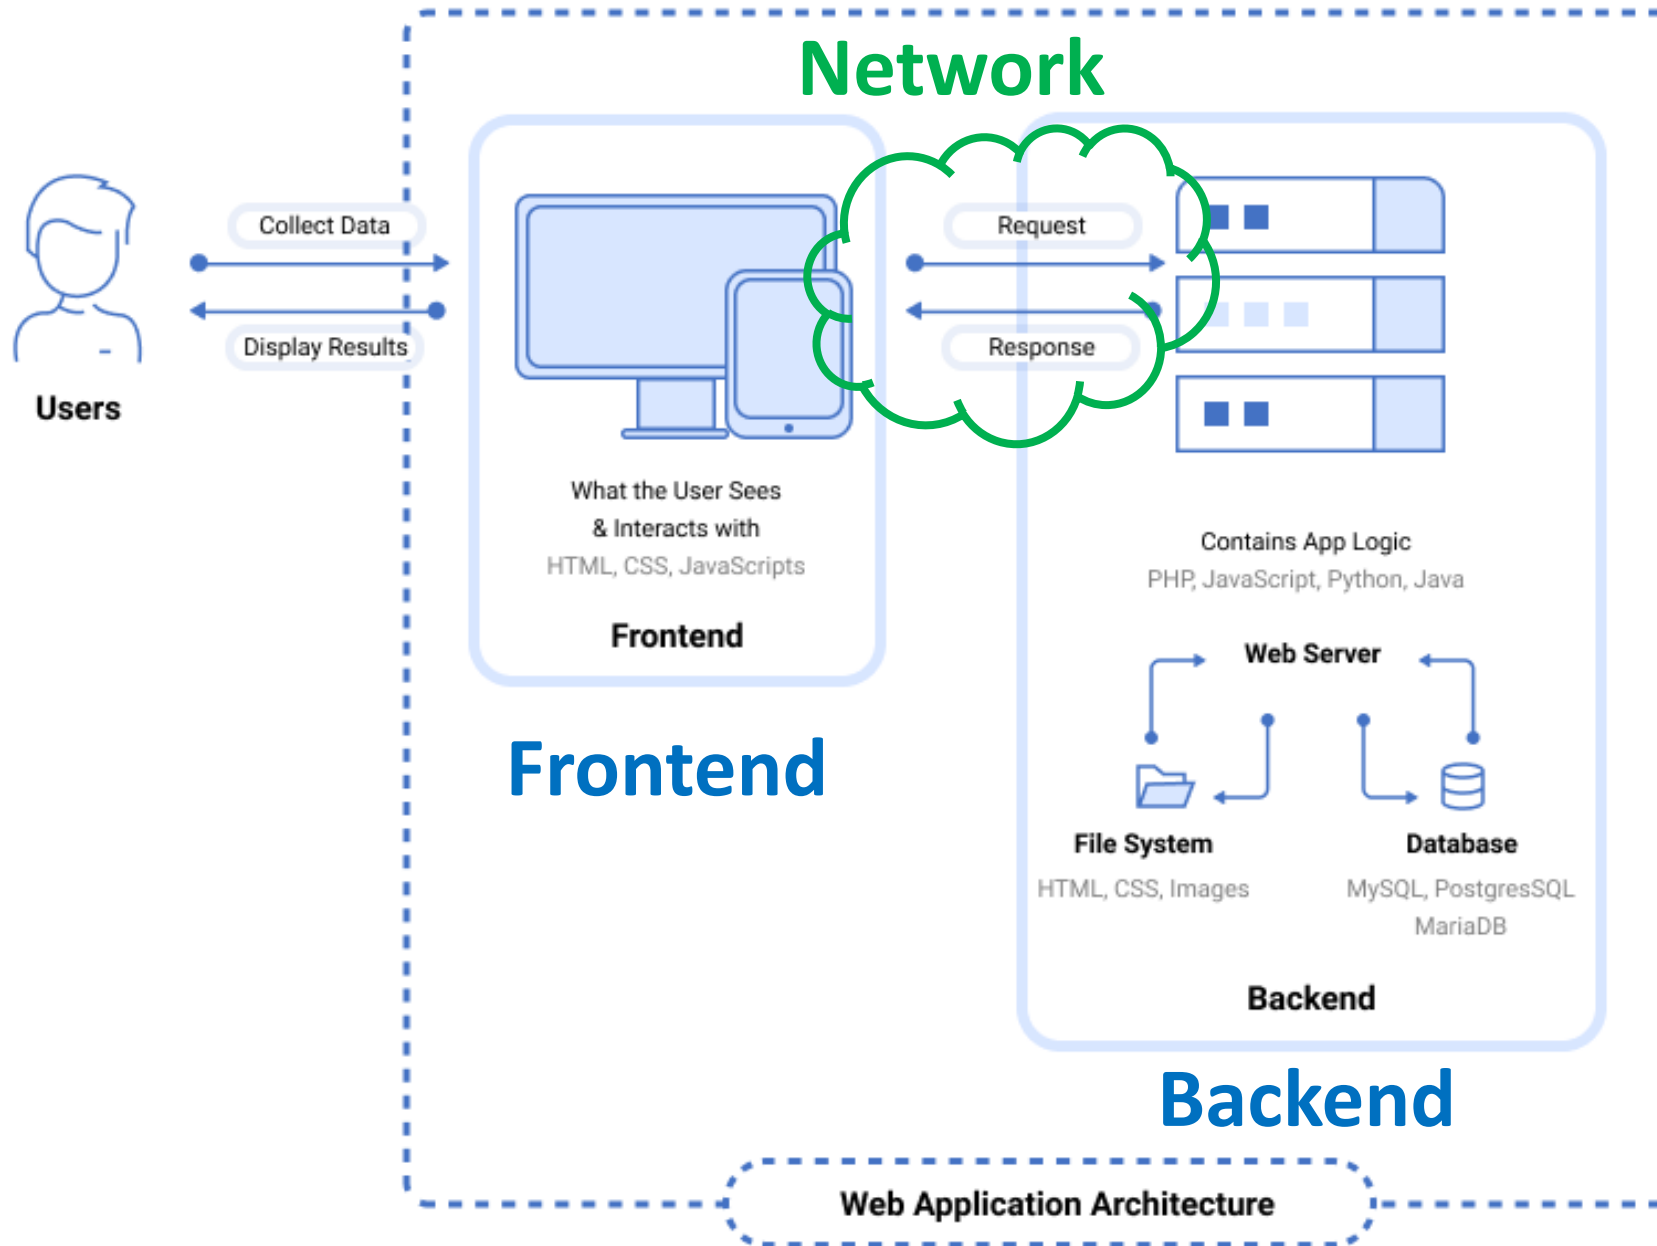 Network
Collect Data
Display Results
Users
Request
Response
What the User Sees
& Interacts with
HTML, CSS, JavaScripts
Frontend
Frontend
Contains App Logic
PHP, JavaScript, Python, Java
Web Server
File System
HTML, CSS, Images
Database
MySQL, PostgresSQL
MariaDB
Backend
Backend
Web Application Architecture